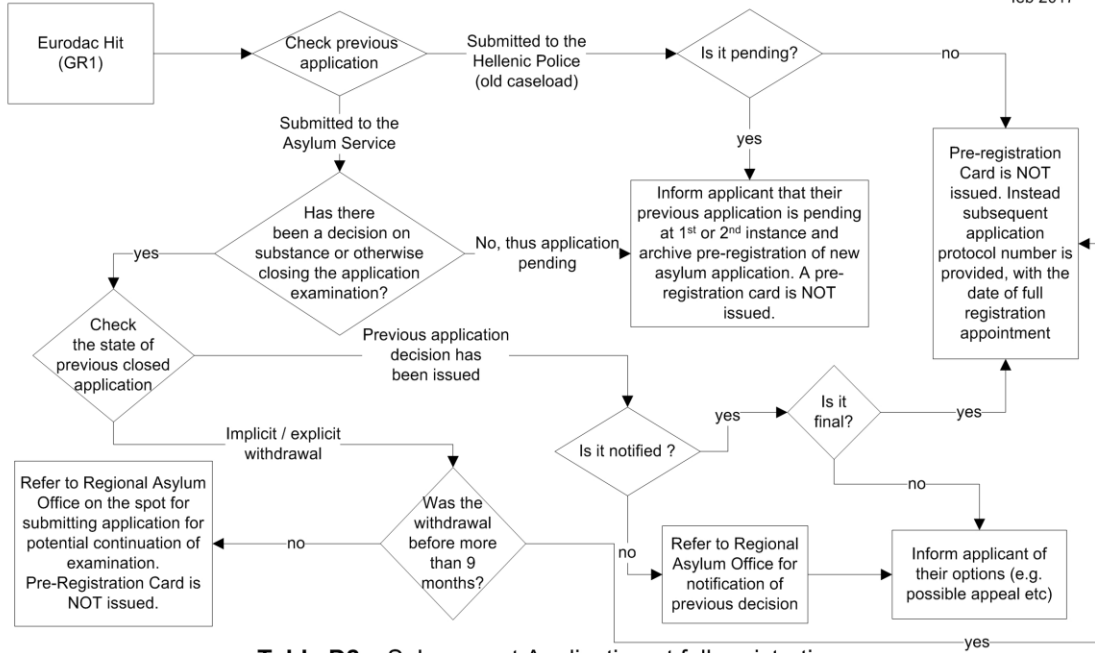 feb 2017
Eurodac Hit
(GR1)
Check previous
application
Submitted to the
Hellenic Police
(old caseload)
Is it pending?
no
yes
Submitted to the
Asylum Service
Pre-registration
Card is NOT
issued. Instead
subsequent
application
protocol number is
provided, with the
date of full
registration
appointment
Has there
been a decision on
substance or otherwise
closing the application
examination?
yes
No, thus application
pending
Inform applicant that their
previous application is pending
at 1st or 2nd instance and
archive pre-registration of new
asylum application. A pre-
registration card is NOT
issued.
Check
the state of
previous closed
application
Previous application
decision has
been issued
Is it notified ?
yes
Is it
final?
yes
no
Implicit / explicit
withdrawal
Refer to Regional Asylum
Office on the spot for
submitting application for
potential continuation of
examination.
Pre-Registration Card is
NOT issued.
no
Was the
withdrawal
before more
than 9
months?
no
Refer to Regional
Asylum Office for
notification of
previous decision
Inform applicant of
their options (e.g.
possible appeal etc)
yes